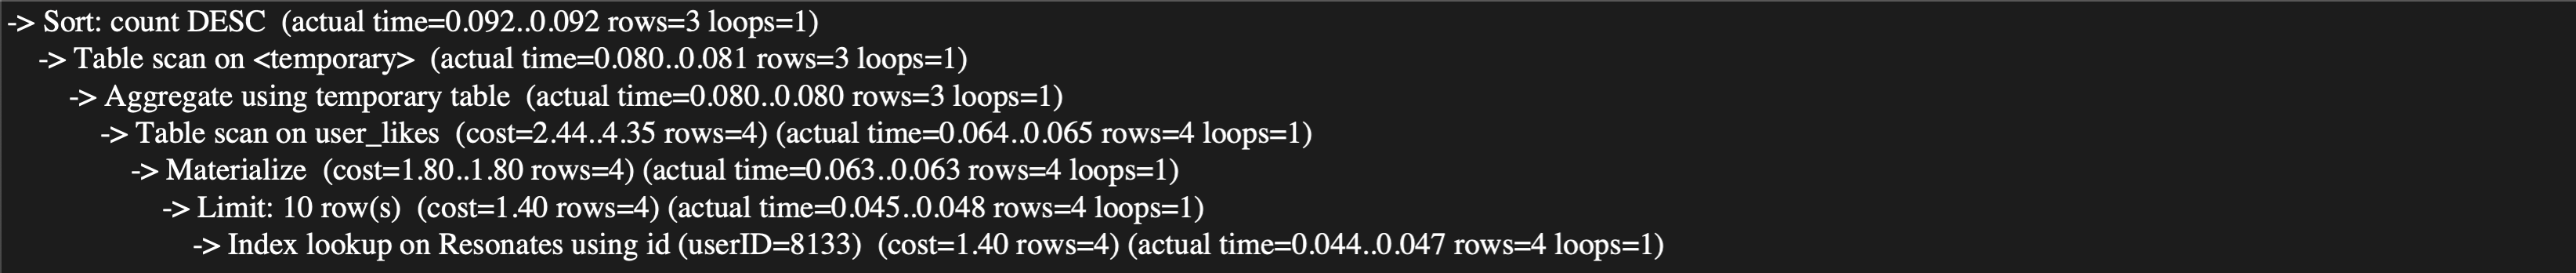 -> Sort: count DESC  (actual time=0.092..0.092 rows=3 loops=1)
-> Table scan on <temporary>  (actual time=0.080..0.081 rows=3 loops=1)
-> Aggregate using temporary table  (actual time=0.080..0.080 rows=3 loops=1)
-> Table scan on user_likes  (cost=2.44..4.35 rows=4) (actual time=0.064..0.065 rows=4 loops=1)
-> Materialize  (cost=1.80..1.80 rows=4) (actual time=0.063..0.063 rows=4 loops=1)
-> Limit: 10 row(s)  (cost=1.40 rows=4) (actual time=0.045..0.048 rows=4 loops=1)
-> Index lookup on Resonates using id (userID=8133)  (cost=1.40 rows=4) (actual time=0.044..0.047 rows=4 loops=1)